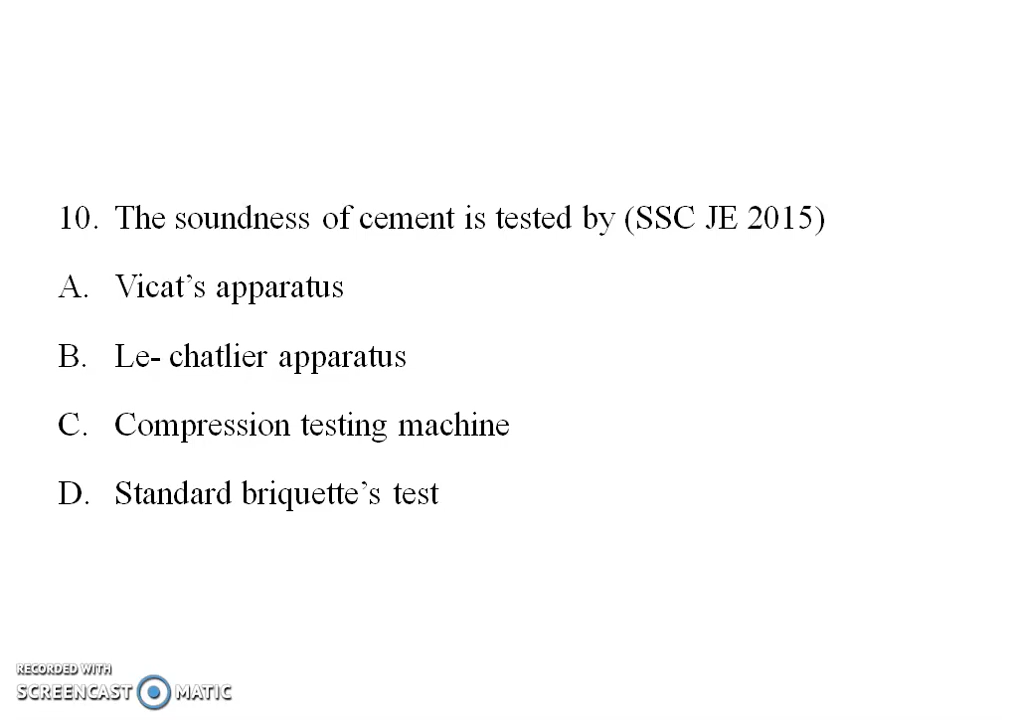 10. The soundness of cement is tested by (SSC JE 2015)
A. Vicat’s apparatus
B. Le- chatlier apparatus
C. Compression testing machine
D. Standard briquette’s test
RECORDED WITH
SCREENCAST MATIC